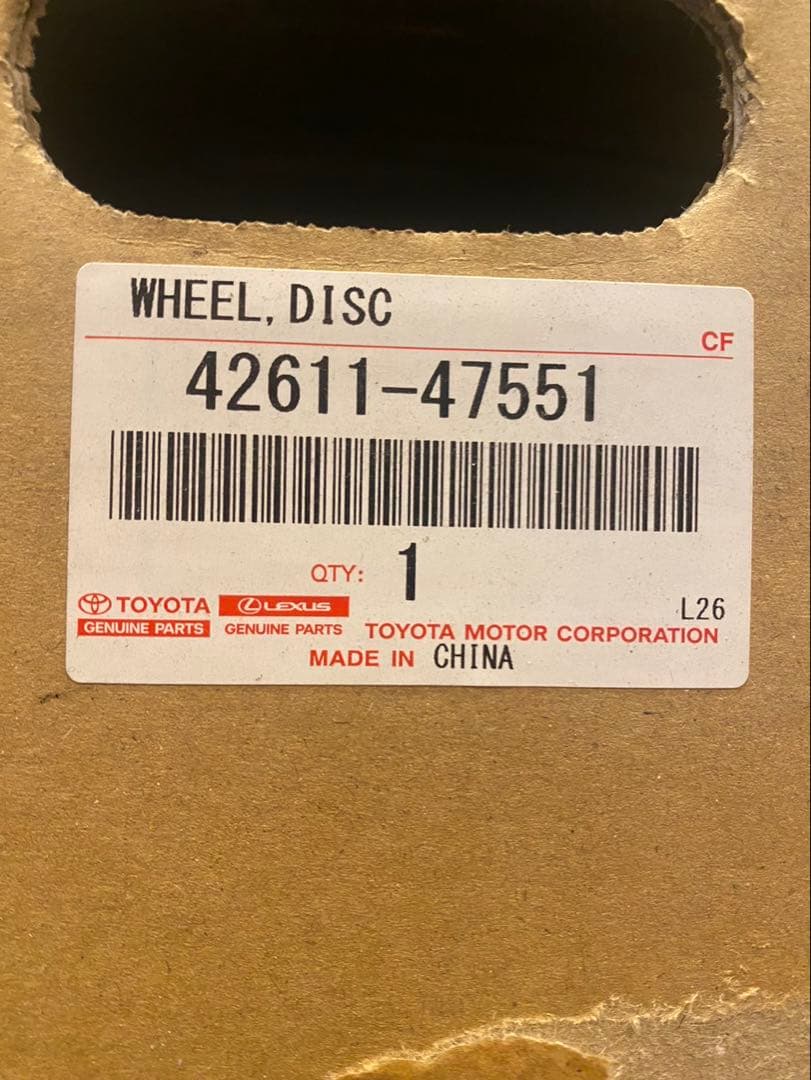 WHEEL, DISC
CF
42611-47551
QTY: 1
TOYOTA LEXUS L26
GENUINE PARTS GENUINE PARTS TOYOTA MOTOR CORPORATION
MADE IN CHINA